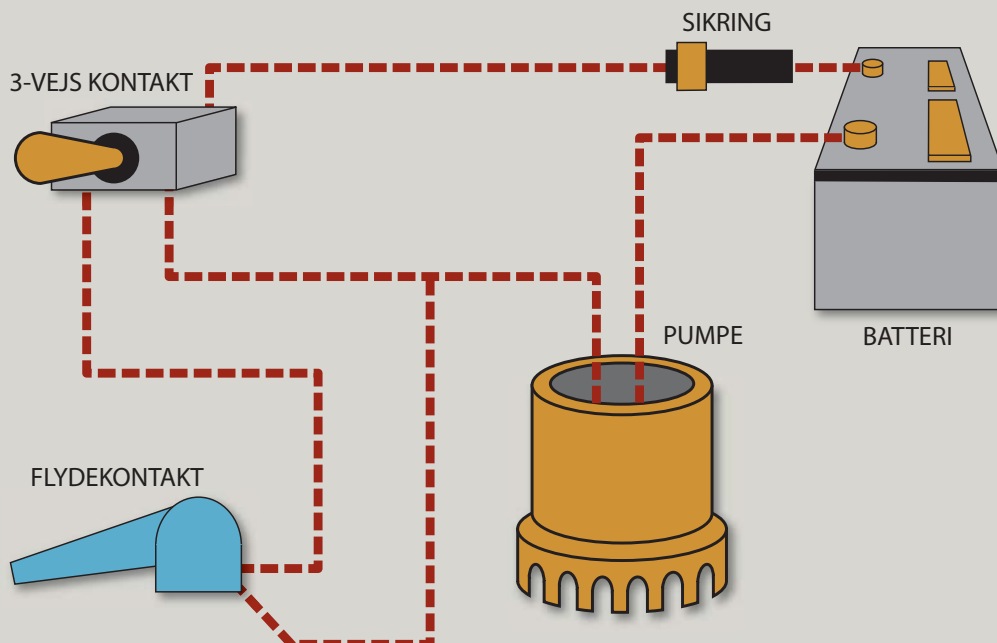 SIKRING
3-VEJS KONTAKT
PUMPE
BATTERI
FLYDEKONTAKT